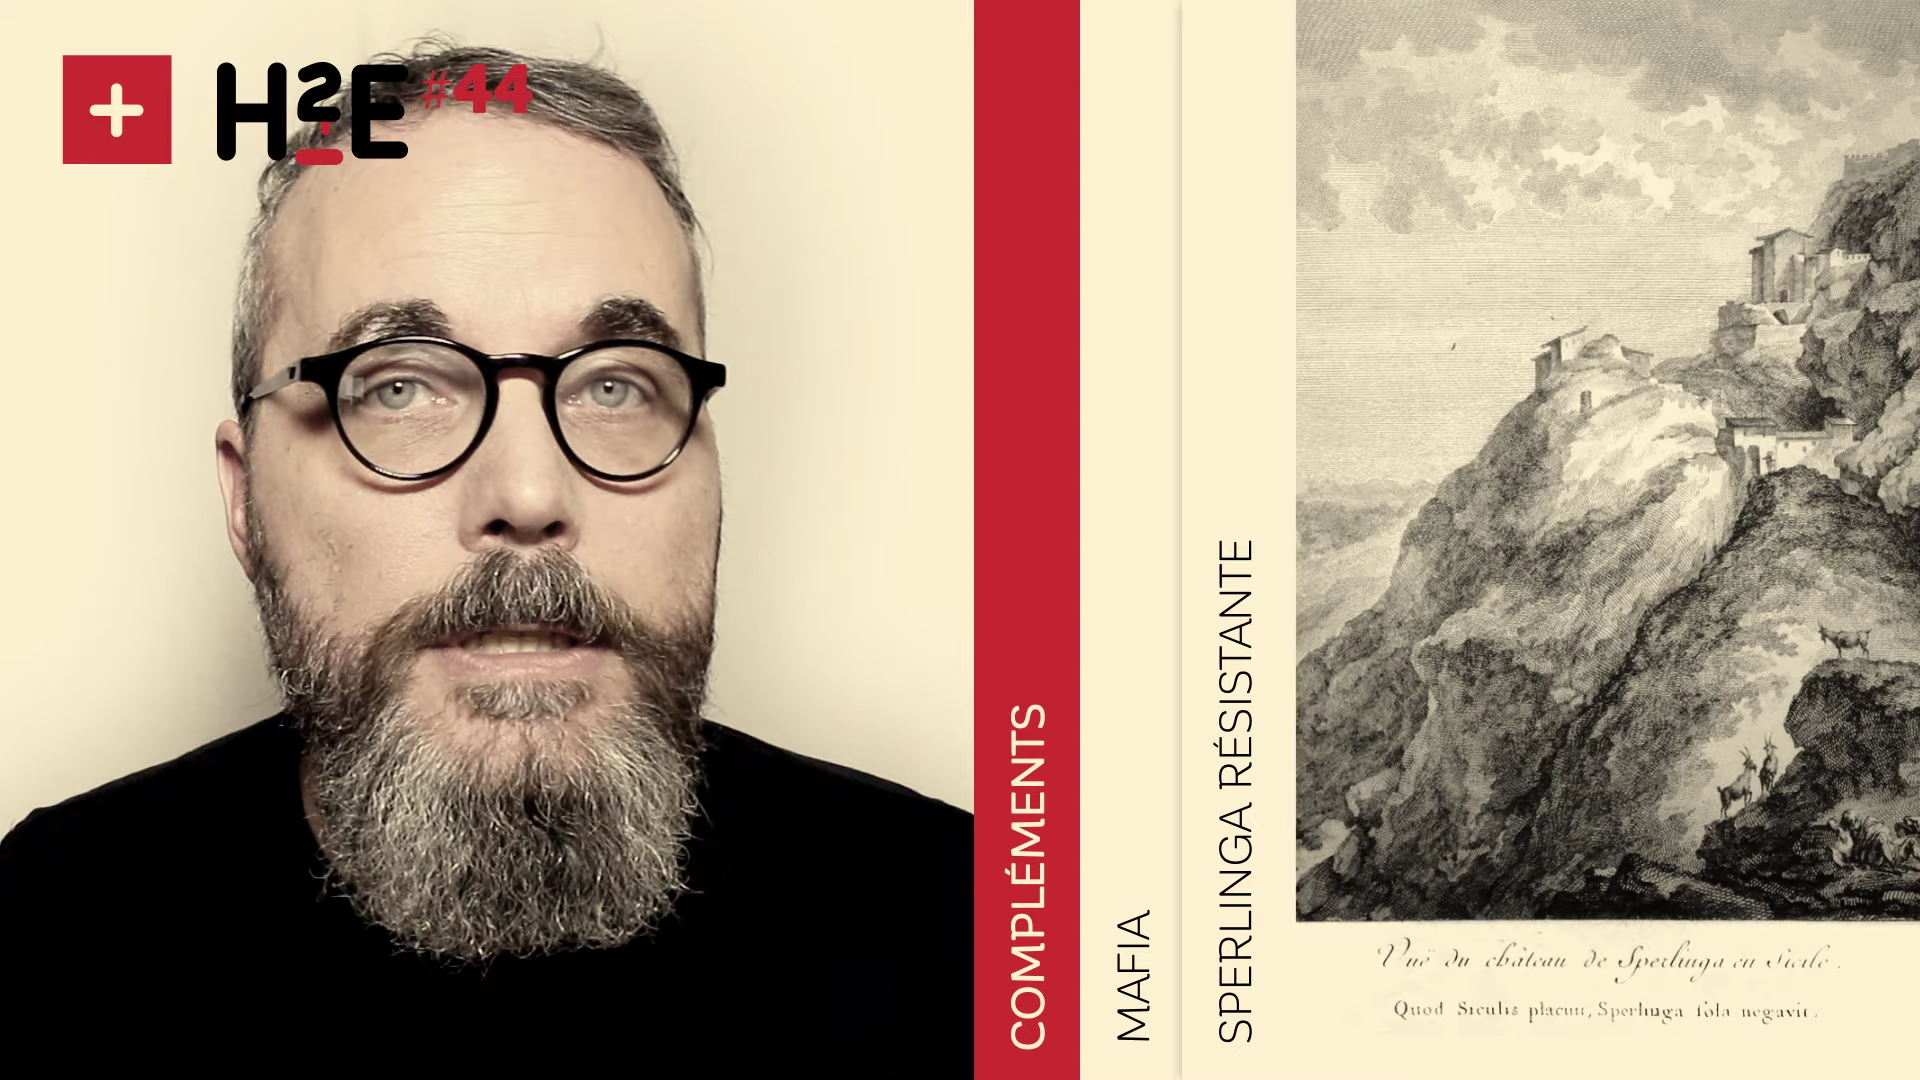 +
H2E #44
COMPLÉMENTS
MAFIA
SPERLINGA RÉSISTANTE
Vuë du château de Sperlinga en Sicile.
Quod Siculis placuit, Sperlinga sola negavit.